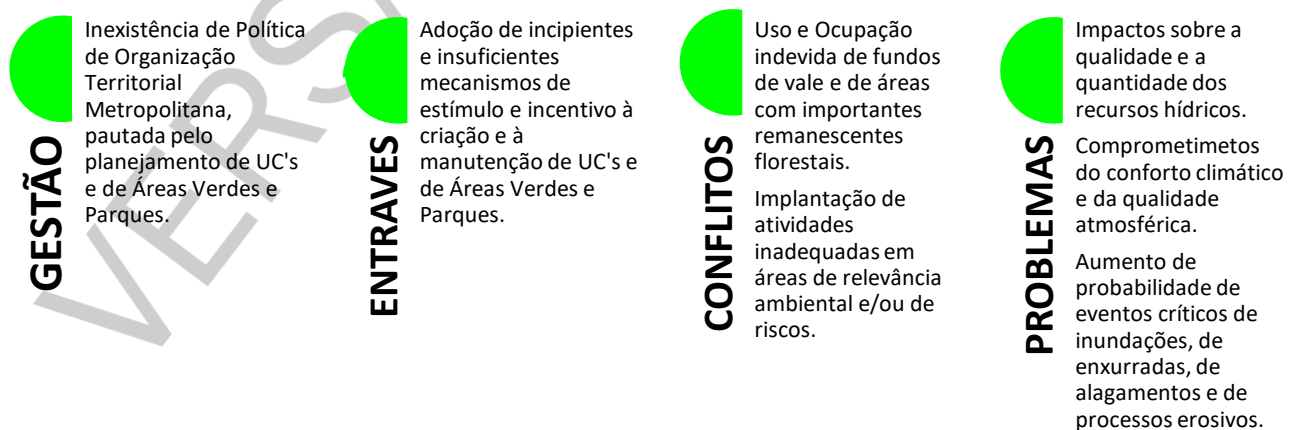 GESTÃO
Inexistência de Política
de Organização
Territorial
Metropolitana,
pautada pelo
planejamento de UC's
e de Áreas Verdes e
Parques.
ENTRAVES
Adoção de incipientes
e insuficientes
mecanismos de
estímulo e incentivo à
criação e à
manutenção de UC's e
de Áreas Verdes e
Parques.
CONFLITOS
Uso e Ocupação
indevida de fundos
de vale e de áreas
com importantes
remanescentes
florestais.
Implantação de
atividades
inadequadas em
áreas de relevância
ambiental e/ou de
riscos.
PROBLEMAS
Impactos sobre a
qualidade e a
quantidade dos
recursos hídricos.
Comprometimetos
do conforto climático
e da qualidade
atmosférica.
Aumento de
probabilidade de
eventos críticos de
inundações, de
enxurradas, de
alagamentos e de
processos erosivos.
VERS